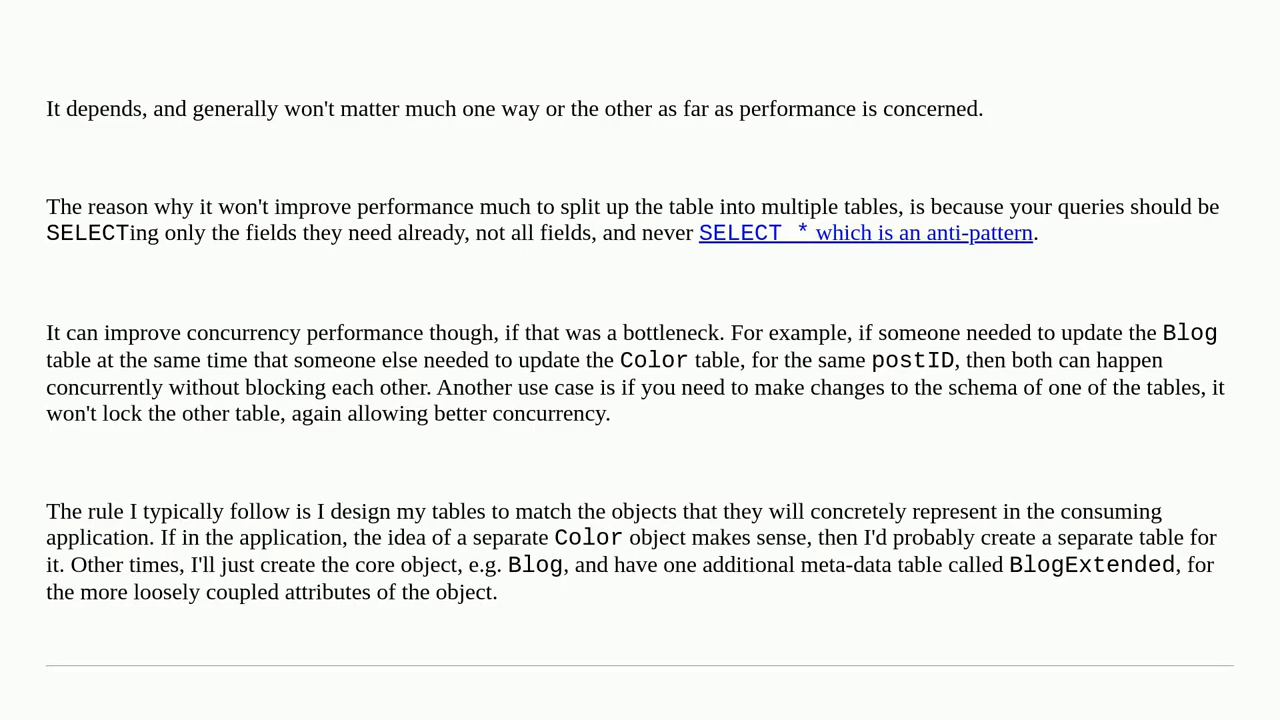 It depends, and generally won't matter much one way or the other as far as performance is concerned.
The reason why it won't improve performance much to split up the table into multiple tables, is because your queries should be
SELECTing only the fields they need already, not all fields, and never SELECT * which is an anti-pattern.
It can improve concurrency performance though, if that was a bottleneck. For example, if someone needed to update the Blog
table at the same time that someone else needed to update the Color table, for the same postID, then both can happen
concurrently without blocking each other. Another use case is if you need to make changes to the schema of one of the tables, it
won't lock the other table, again allowing better concurrency.
The rule I typically follow is I design my tables to match the objects that they will concretely represent in the consuming
application. If in the application, the idea of a separate Color object makes sense, then I'd probably create a separate table for
it. Other times, I'll just create the core object, e.g. Blog, and have one additional meta-data table called BlogExtended, for
the more loosely coupled attributes of the object.